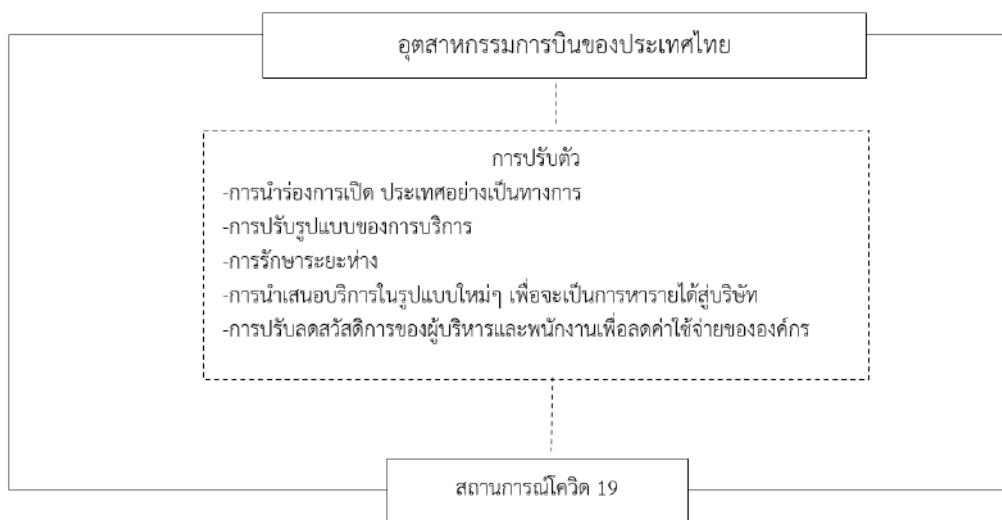 อุตสาหกรรมการบินของประเทศไทย
การปรับตัว
-การนำร่องการเปิด ประเทศอย่างเป็นทางการ
-การปรับรูปแบบของการบริการ
-การรักษาระยะห่าง
-การนำเสนอบริการในรูปแบบใหม่ๆ เพื่อจะเป็นการหารายได้สู่บริษัท
-การปรับลดสวัสดิการของผู้บริหารและพนักงานเพื่อลดค่าใช้จ่ายขององค์กร
สถานการณ์โควิด 19